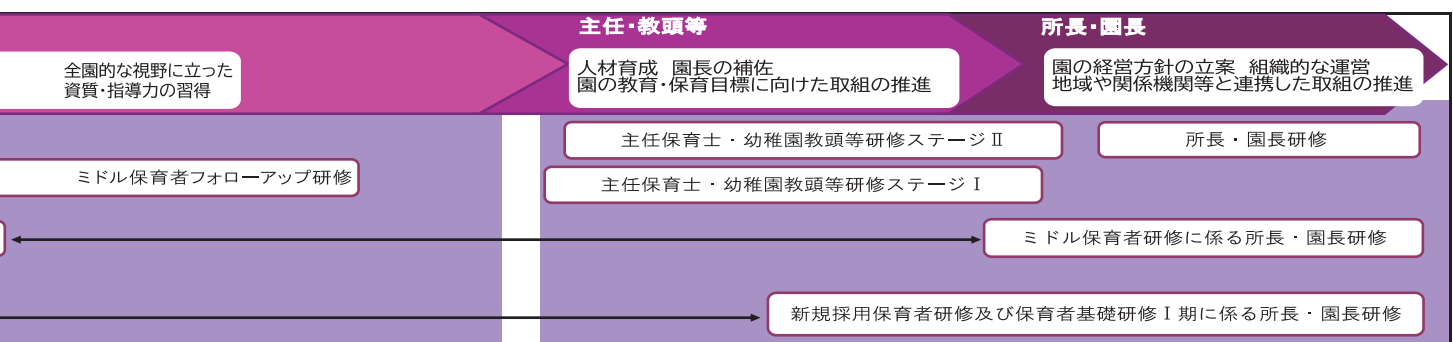 主任・教頭等
所長・園長
全園的な視野に立った
資質・指導力の習得
人材育成 園長の補佐
園の教育・保育目標に向けた取組の推進
園の経営方針の立案 組織的な運営
地域や関係機関等と連携した取組の推進
主任保育士・幼稚園教頭等研修ステージⅡ
所長・園長研修
ミドル保育者フォローアップ研修
主任保育士・幼稚園教頭等研修ステージⅠ
ミドル保育者研修に係る所長・園長研修
新規採用保育者研修及び保育者基礎研修Ⅰ期に係る所長・園長研修